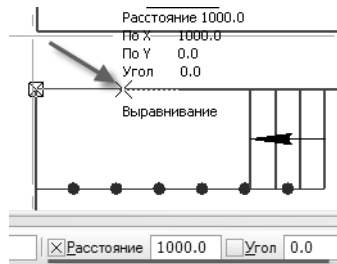 Расстояние 1000.0
По X 1000.0
По Y 0.0
Угол 0.0
Выравнивание
Расстояние 1000.0 Угол 0.0